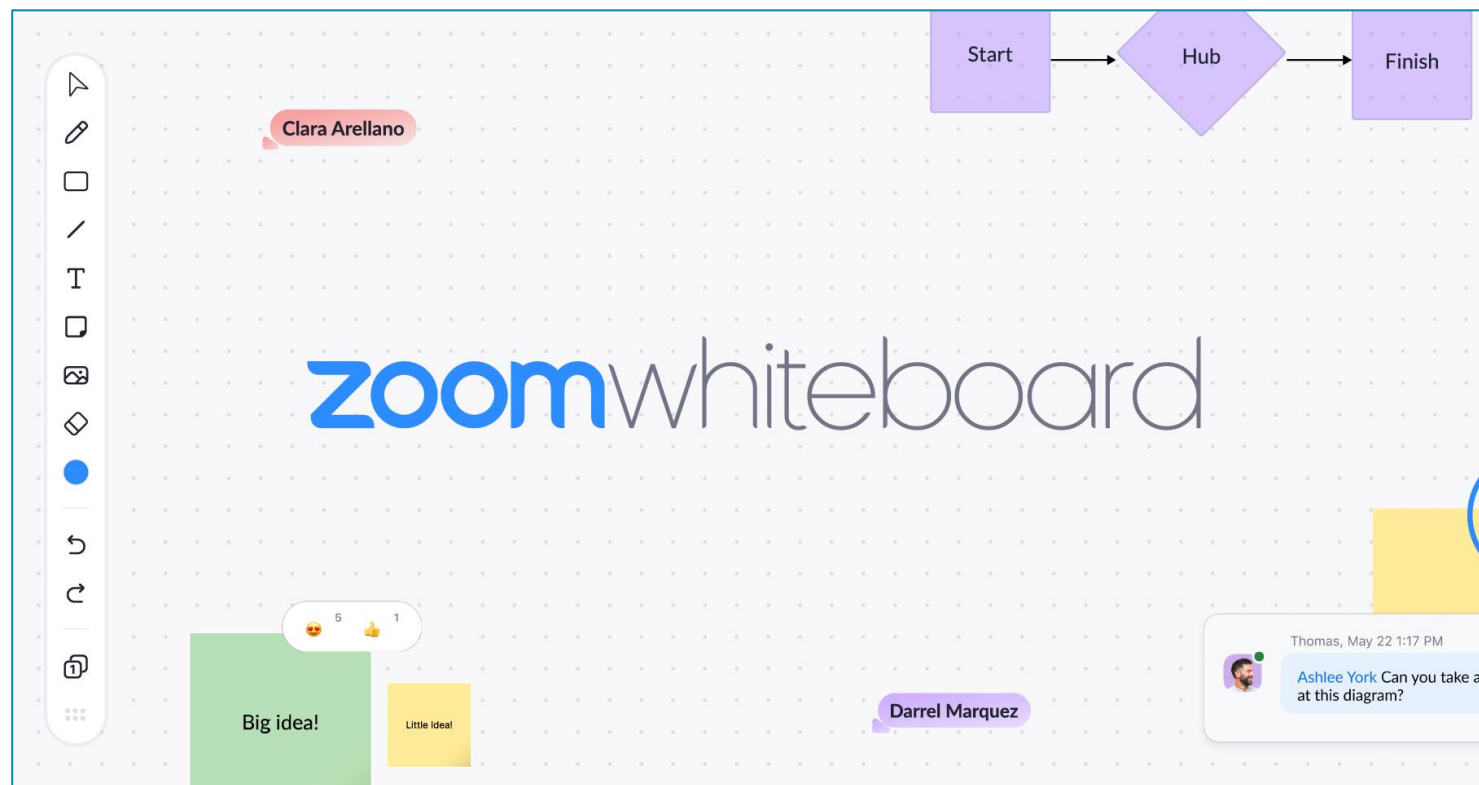 Start
Hub
Finish
Clara Arellano
T
zoomwhiteboard
5
1
1
Big idea!
Little Idea!
Darrel Marquez
Thomas, May 22 1:17 PM
Ashlee York Can you take a
at this diagram?